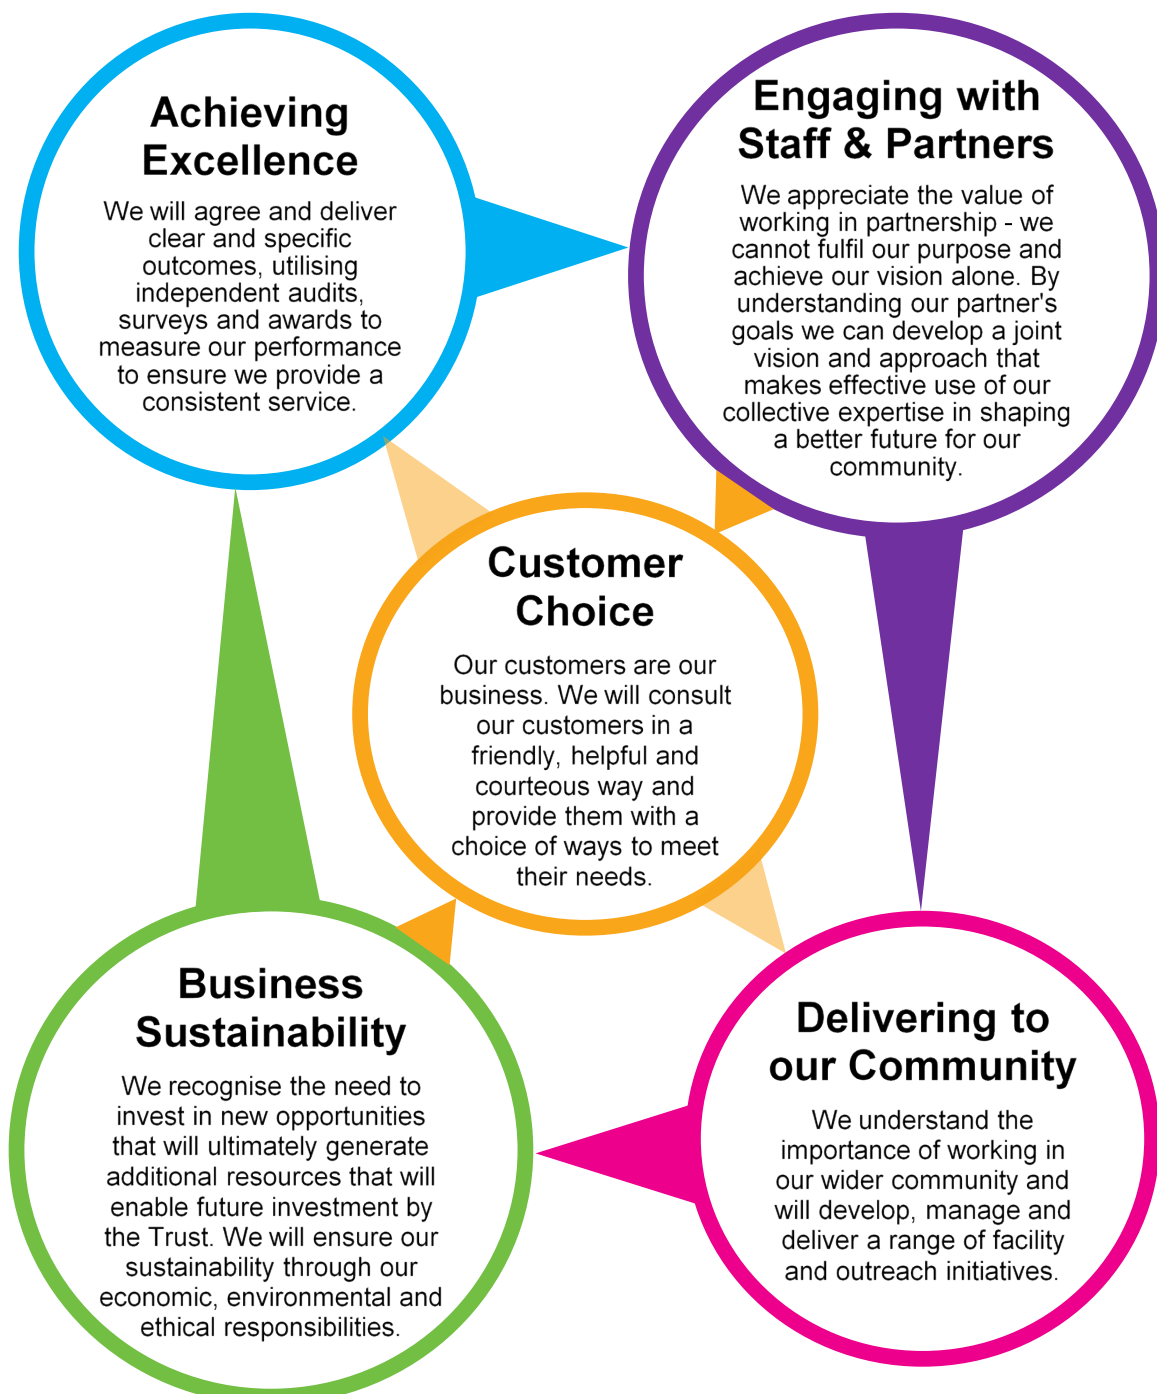 Achieving
Excellence
We will agree and deliver
clear and specific
outcomes, utilising
independent audits,
surveys and awards to
measure our performance
to ensure we provide a
consistent service.
Engaging with
Staff & Partners
We appreciate the value of
working in partnership - we
cannot fulfil our purpose and
achieve our vision alone. By
understanding our partner's
goals we can develop a joint
vision and approach that
makes effective use of our
collective expertise in shaping
a better future for our
community.
Customer
Choice
Our customers are our
business. We will consult
our customers in a
friendly, helpful and
courteous way and
provide them with a
choice of ways to meet
their needs.
Business
Sustainability
We recognise the need to
invest in new opportunities
that will ultimately generate
additional resources that will
enable future investment by
the Trust. We will ensure our
sustainability through our
economic, environmental and
ethical responsibilities.
Delivering to
our Community
We understand the
importance of working in
our wider community and
will develop, manage and
deliver a range of facility
and outreach initiatives.